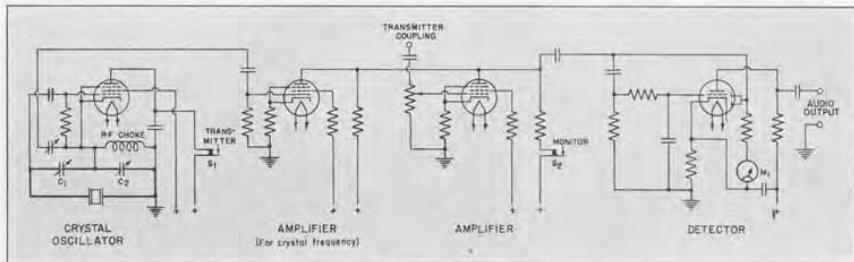 TRANSMITTER
COUPLING
R-F CHOKE
TRANS-
MITTER
S1
C1
C2
MONITOR
S2
M1
AUDIO
OUTPUT
+
+
+
+
+
+
CRYSTAL
OSCILLATOR
AMPLIFIER
(For crystal frequency)
AMPLIFIER
DETECTOR